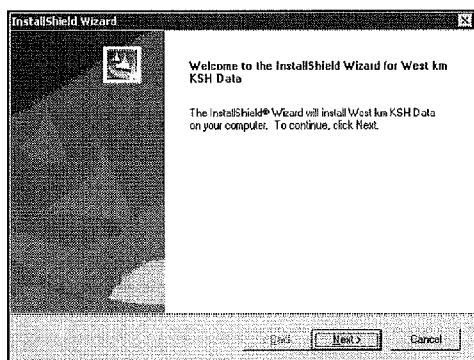 InstallShield Wizard
Welcome to the InstallShield Wizard for West km
KSH Data
The InstallShield® Wizard will install West km KSH Data
on your computer. To continue, click Next.
< Back
Next >
Cancel